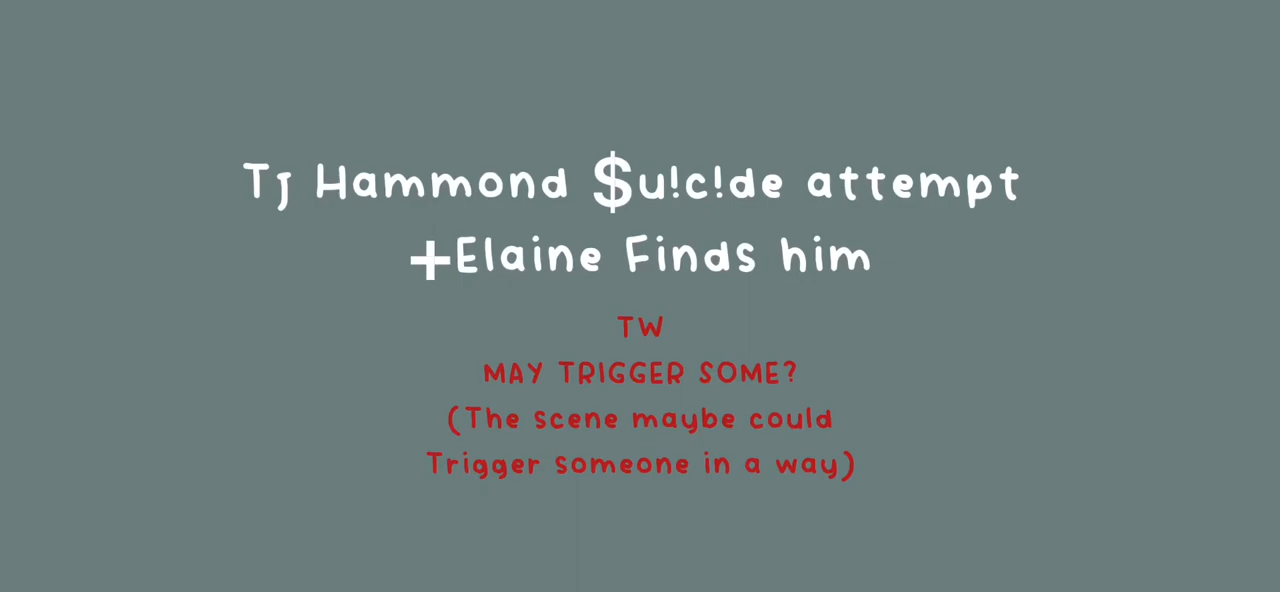 Tj Hammond $u!c!de attempt
+Elaine Finds him
TW
MAY TRIGGER SOME?
(The scene maybe could
Trigger someone in a way)